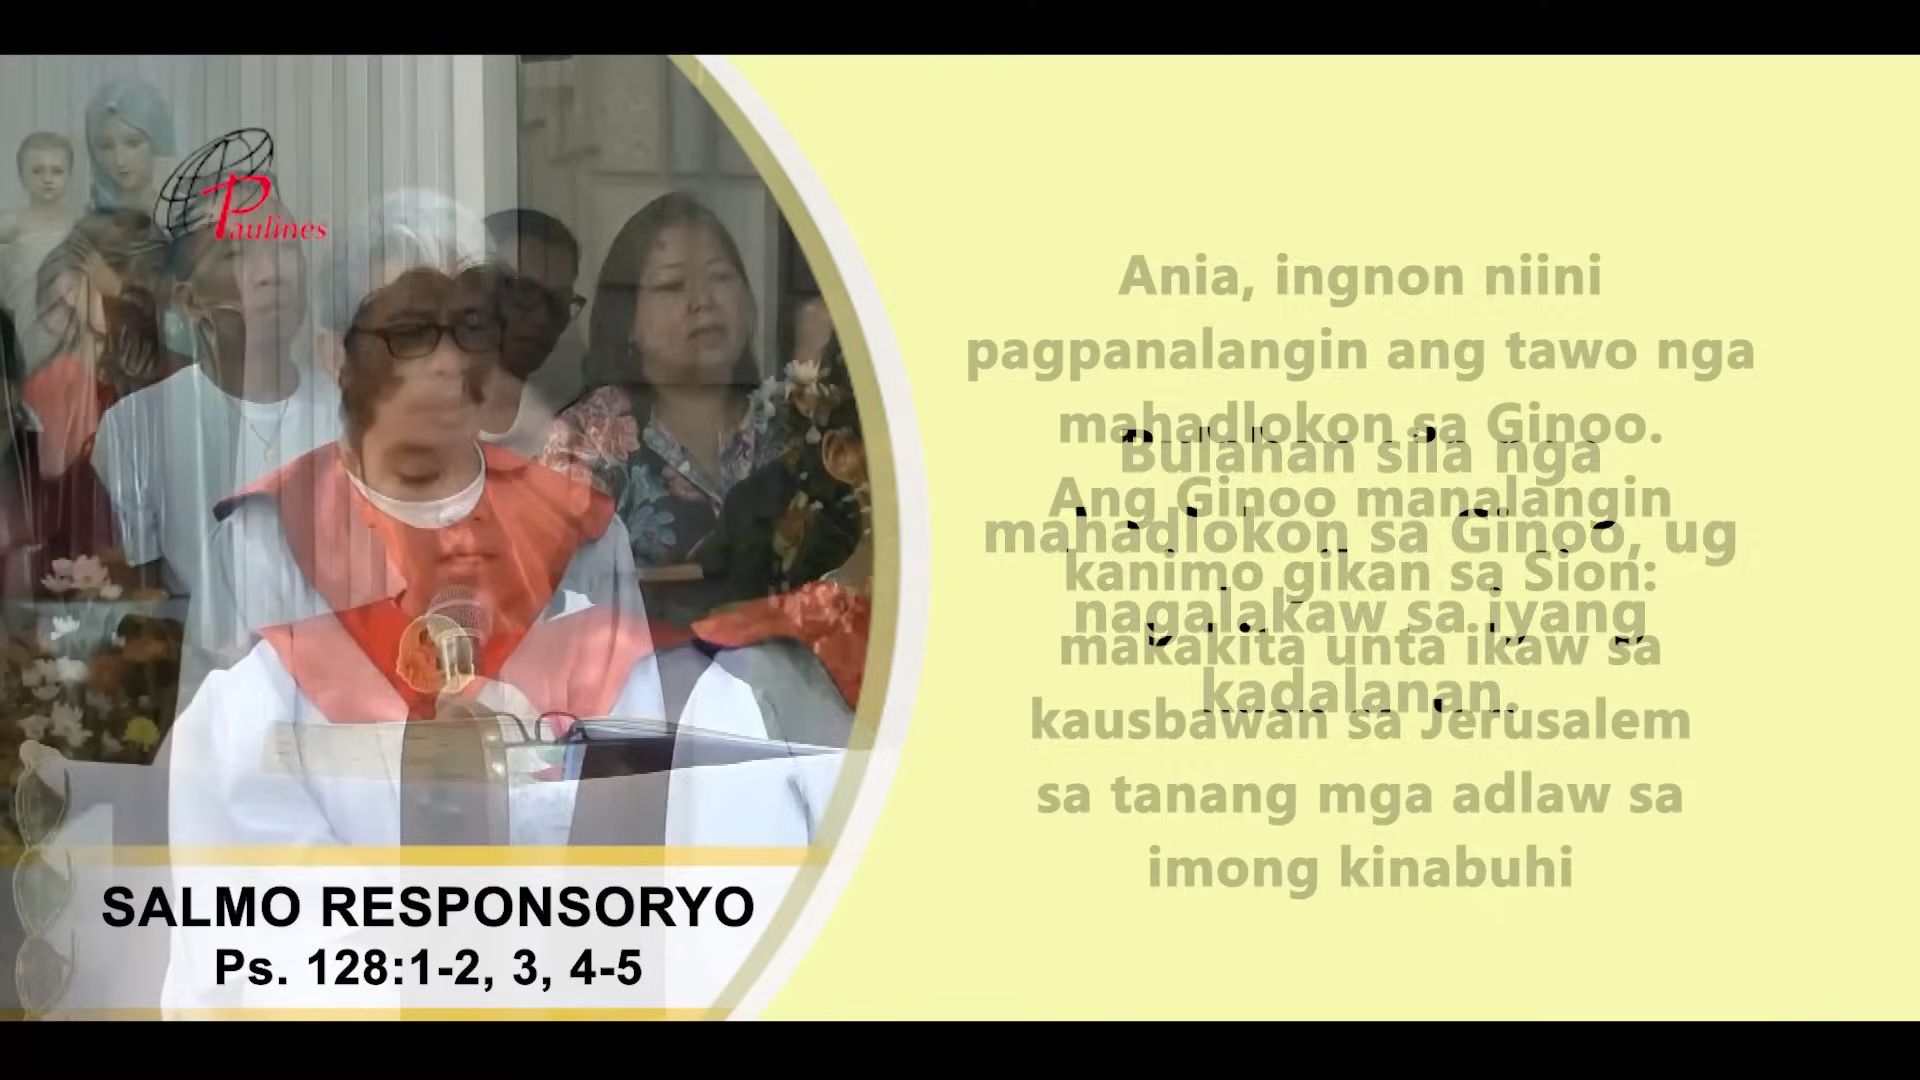 Paulines
SALMO RESPONSORYO
Ps. 128:1-2, 3, 4-5
Ania, ingnon niini
pagpanalangin ang tawo nga
mahadlokon sa Ginoo.
Ang Ginoo manalangin
kanimo gikan sa Sion:
makakita unta ikaw sa
kausbawan sa Jerusalem
sa tanang mga adlaw sa
imong kinabuhi
Bulahan sila nga
mahadlokon sa Ginoo, ug
nagalakaw sa iyang
kadalanan.